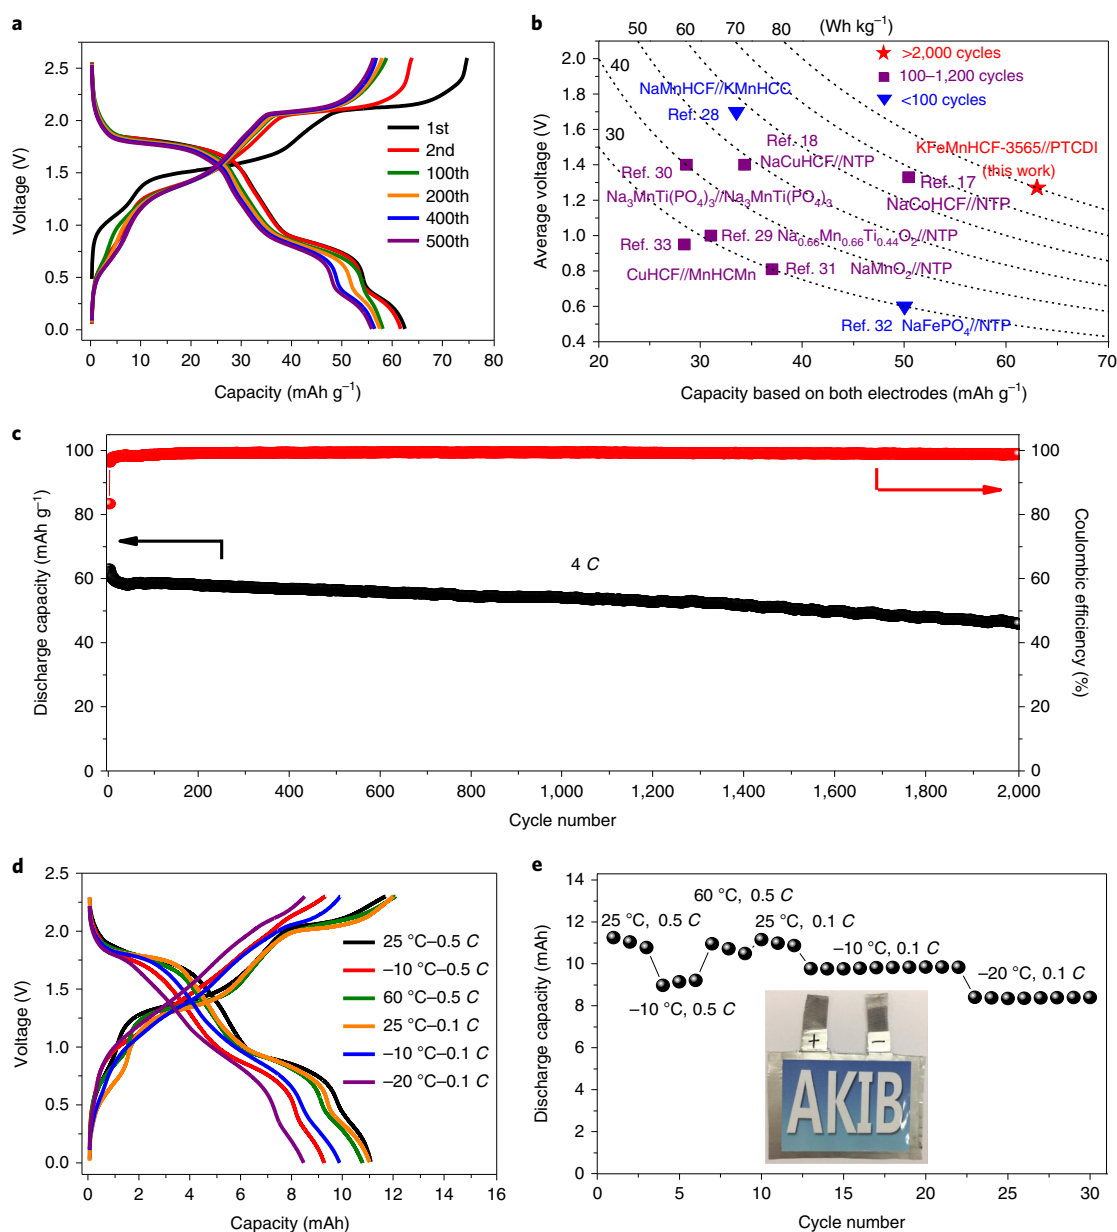 a
2.5
2.0
1.5
1.0
0.5
0.0
Voltage (V)
0 10 20 30 40 50 60 70 80
Capacity (mAh g⁻¹)
1st
2nd
100th
200th
400th
500th
b
50 60 70 80 (Wh kg⁻¹)
40
30
2.0
1.8
1.6
1.4
1.2
1.0
0.8
0.6
0.4
Average voltage (V)
20 30 40 50 60 70
Capacity based on both electrodes (mAh g⁻¹)
>2,000 cycles
100–1,200 cycles
<100 cycles
NaMnHCF//KMnHCC
Ref. 28
Ref. 18
NaCuHCF//NTP
KFeMnHCF-3565//PTCDI
(this work)
Ref. 30
Na₃MnTi(PO₄)₃//Na₃MnTi(PO₄)₃
Ref. 17
NaCoHCF//NTP
Ref. 33
CuHCF//MnHCMn
Ref. 29 Na₀.₆₆Mn₀.₆₆Ti₀.₄₄O₂//NTP
Ref. 31 NaMnO₂//NTP
Ref. 32 NaFePO₄//NTP
c
100
80
60
40
20
0
Discharge capacity (mAh g⁻¹)
4 C
100
80
60
40
20
0
Coulombic efficiency (%)
0 200 400 600 800 1,000 1,200 1,400 1,600 1,800 2,000
Cycle number
d
2.5
2.0
1.5
1.0
0.5
0.0
Voltage (V)
0 2 4 6 8 10 12 14 16
Capacity (mAh)
25 °C–0.5 C
–10 °C–0.5 C
60 °C–0.5 C
25 °C–0.1 C
–10 °C–0.1 C
–20 °C–0.1 C
e
14
12
10
8
6
4
2
0
Discharge capacity (mAh)
60 °C, 0.5 C
25 °C, 0.5 C
25 °C, 0.1 C
–10 °C, 0.1 C
–20 °C, 0.1 C
–10 °C, 0.5 C
+ −
AKIB
0 5 10 15 20 25 30
Cycle number